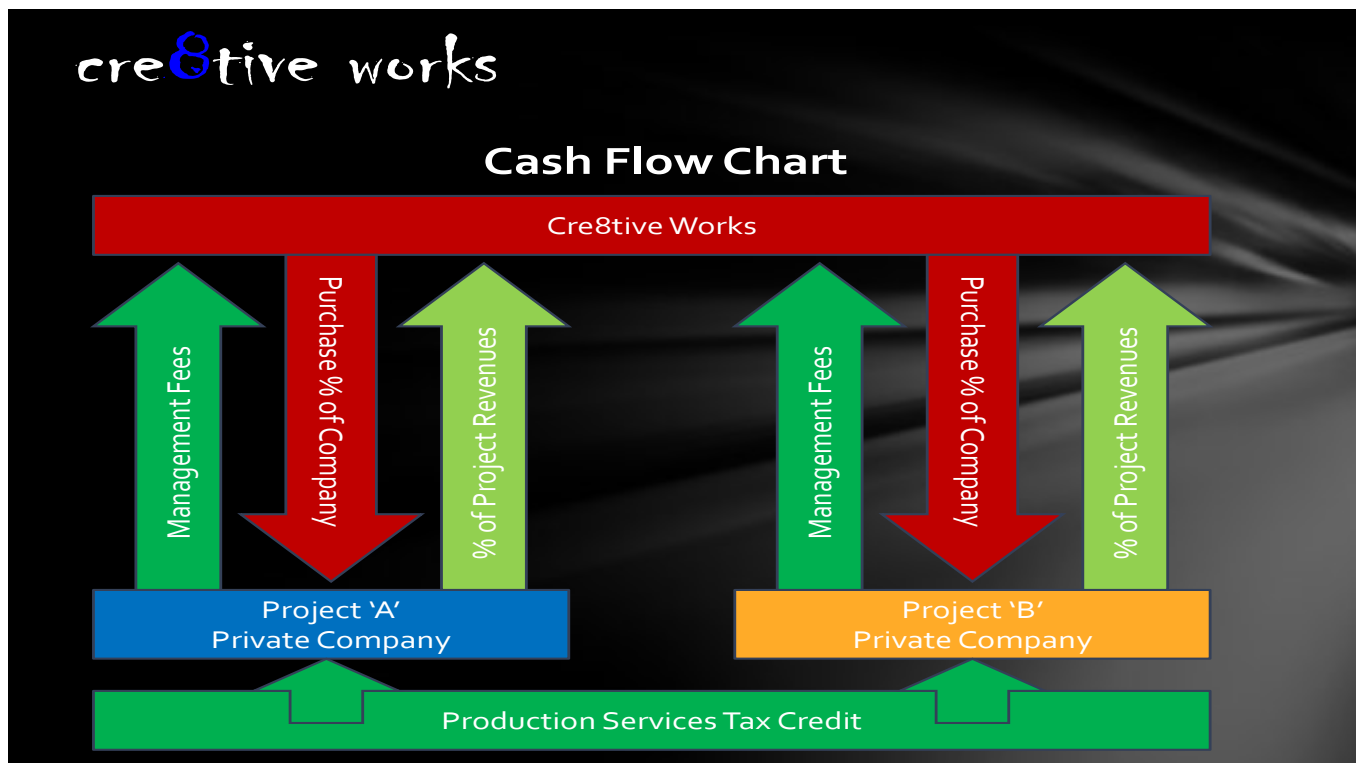 cre8tive works
Cash Flow Chart
Cre8tive Works
Management Fees
Purchase % of Company
% of Project Revenues
Management Fees
Purchase % of Company
% of Project Revenues
Project ‘A’
Private Company
Project ‘B’
Private Company
Production Services Tax Credit